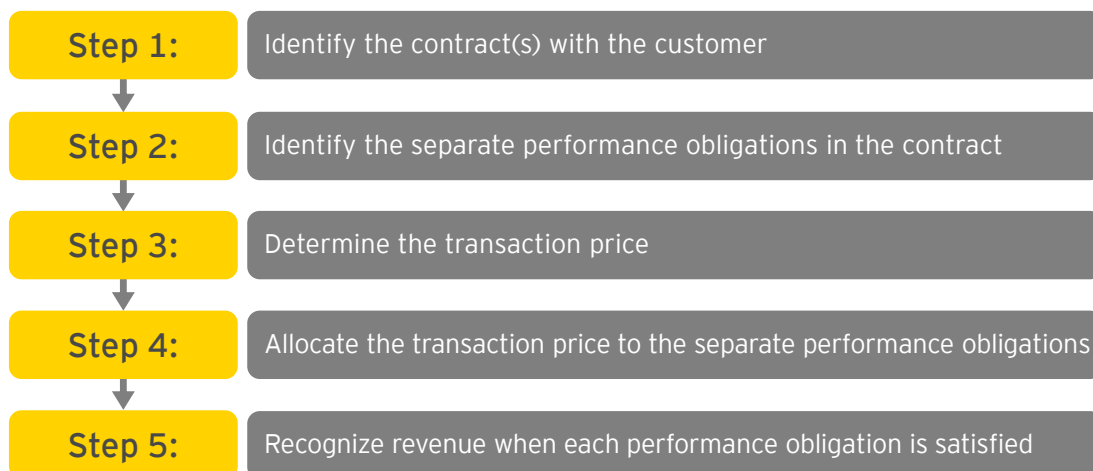 Step 1: Identify the contract(s) with the customer
Step 2: Identify the separate performance obligations in the contract
Step 3: Determine the transaction price
Step 4: Allocate the transaction price to the separate performance obligations
Step 5: Recognize revenue when each performance obligation is satisfied